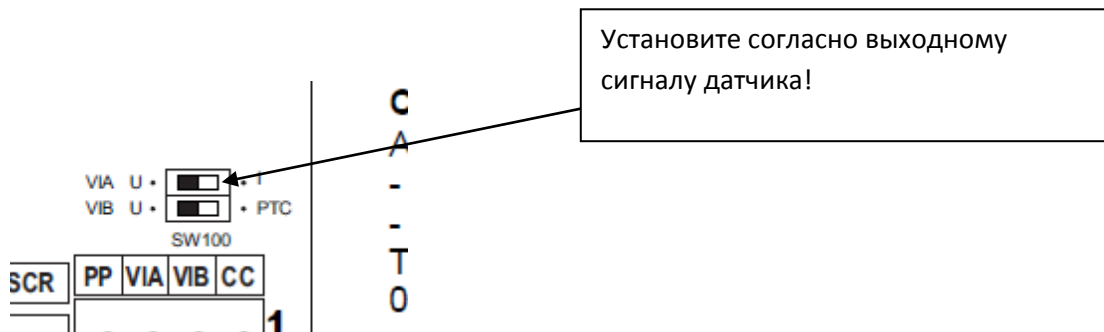 Установите согласно выходному
сигналу датчика!
C
A
-
-
T
0
VIA U • • I
VIB U • • PTC
SW100
SCR PP VIA VIB CC
1